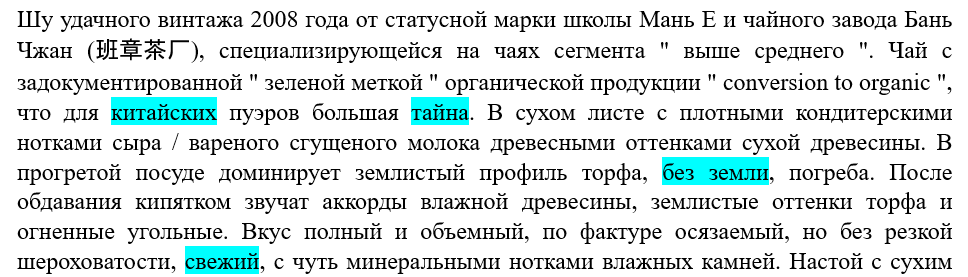 Шу удачного винтажа 2008 года от статусной марки школы Мань Е и чайного завода Бань
Чжан (班章茶厂), специализирующейся на чаях сегмента " выше среднего ". Чай с
задокументированной " зеленой меткой " органической продукции " conversion to organic ",
что для китайских пуэров большая тайна. В сухом листе с плотными кондитерскими
нотками сыра / вареного сгущеного молока древесными оттенками сухой древесины. В
прогретой посуде доминирует землистый профиль торфа, без земли, погреба. После
обдавания кипятком звучат аккорды влажной древесины, землистые оттенки торфа и
огненные угольные. Вкус полный и объемный, по фактуре осязаемый, но без резкой
шероховатости, свежий, с чуть минеральными нотками влажных камней. Настой с сухим